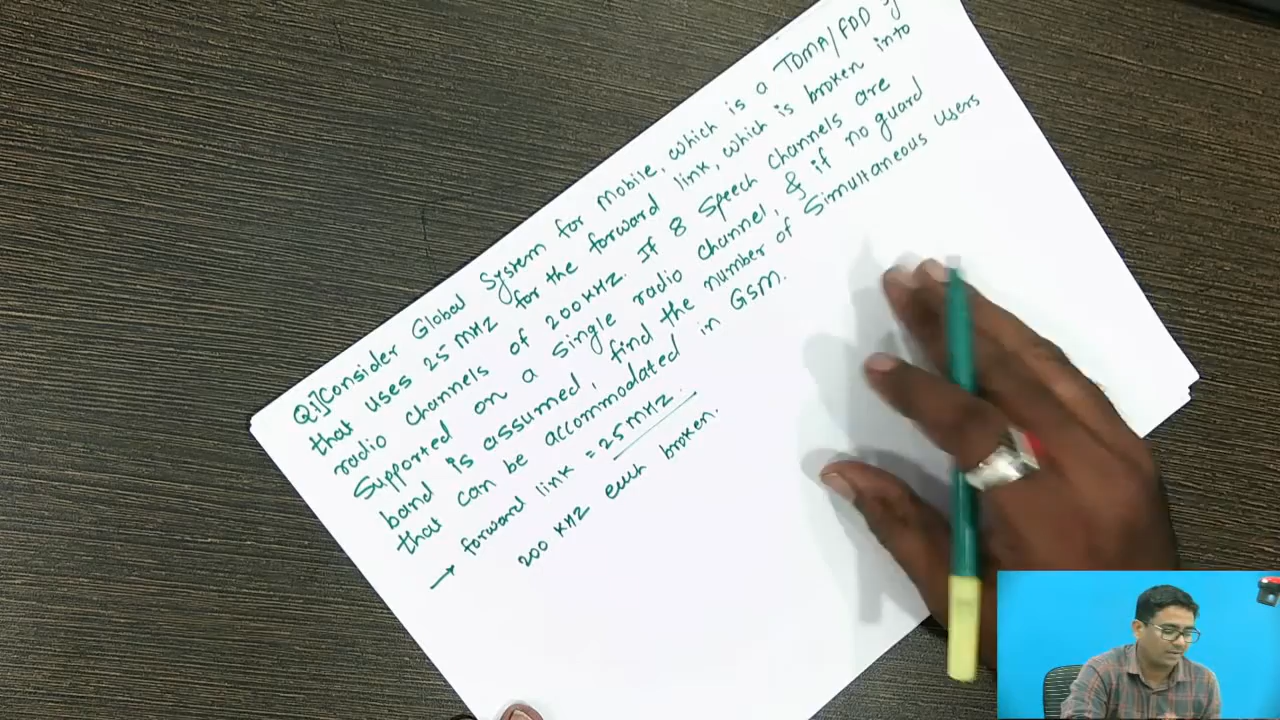 Q.1] Consider Global System for Mobile, which is a TDMA/FDD
that uses 25 MHz for the forward link, which is broken into
radio channels of 200 KHZ. If 8 Speech channels are
Supported on a single radio channel, & if no guard
band is assumed, find the number of Simultaneous users
that can be accommodated in GSM.
→ forward link = 25 MHZ.
200 KHZ each broken.